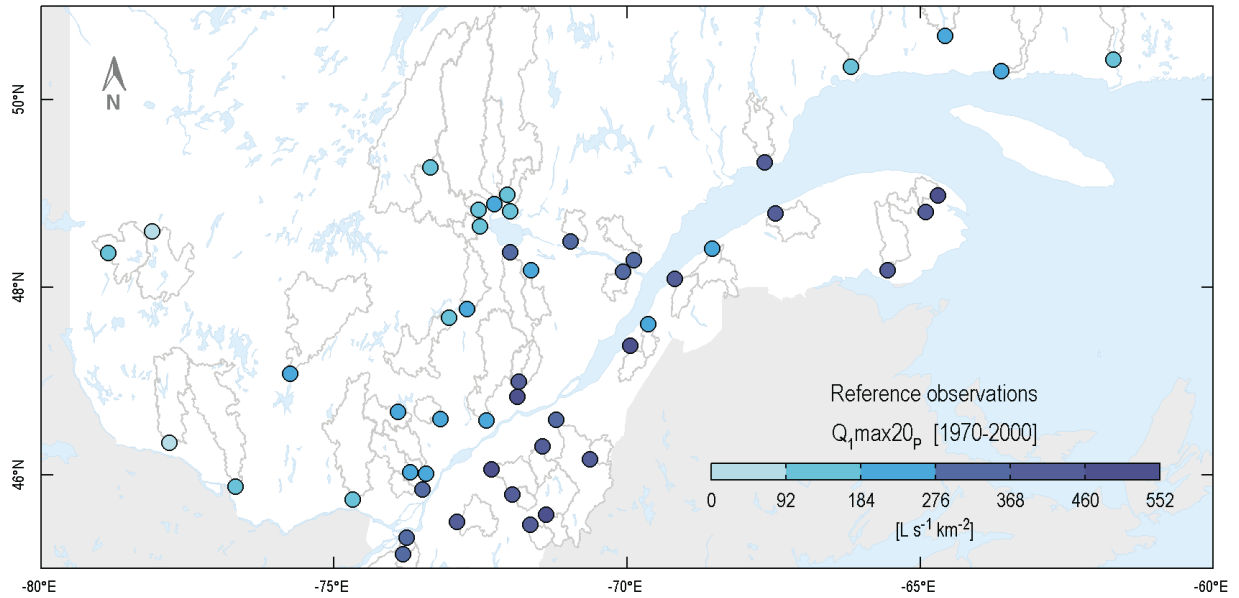 50°N
48°N
46°N
N
Reference observations
Q1max20P [1970-2000]
0 92 184 276 368 460 552
[L s-1 km-2]
-80°E -75°E -70°E -65°E -60°E